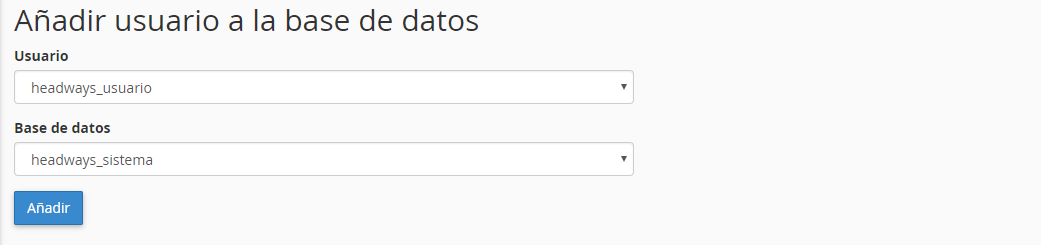 Añadir usuario a la base de datos
Usuario
headways_usuario
Base de datos
headways_sistema
Añadir